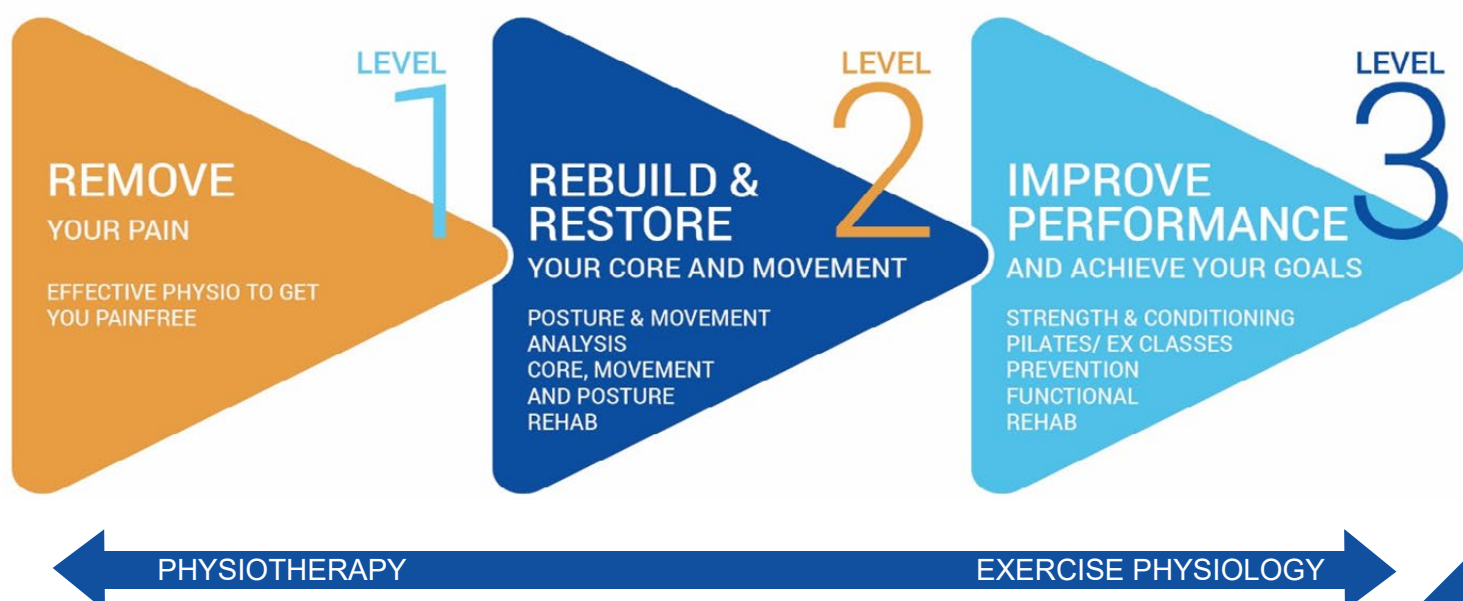 LEVEL
1
REMOVE
YOUR PAIN
EFFECTIVE PHYSIO TO GET
YOU PAINFREE
LEVEL
2
REBUILD &
RESTORE
YOUR CORE AND MOVEMENT
POSTURE & MOVEMENT
ANALYSIS
CORE, MOVEMENT
AND POSTURE
REHAB
LEVEL
3
IMPROVE
PERFORMANCE
AND ACHIEVE YOUR GOALS
STRENGTH & CONDITIONING
PILATES/ EX CLASSES
PREVENTION
FUNCTIONAL
REHAB
PHYSIOTHERAPY
EXERCISE PHYSIOLOGY